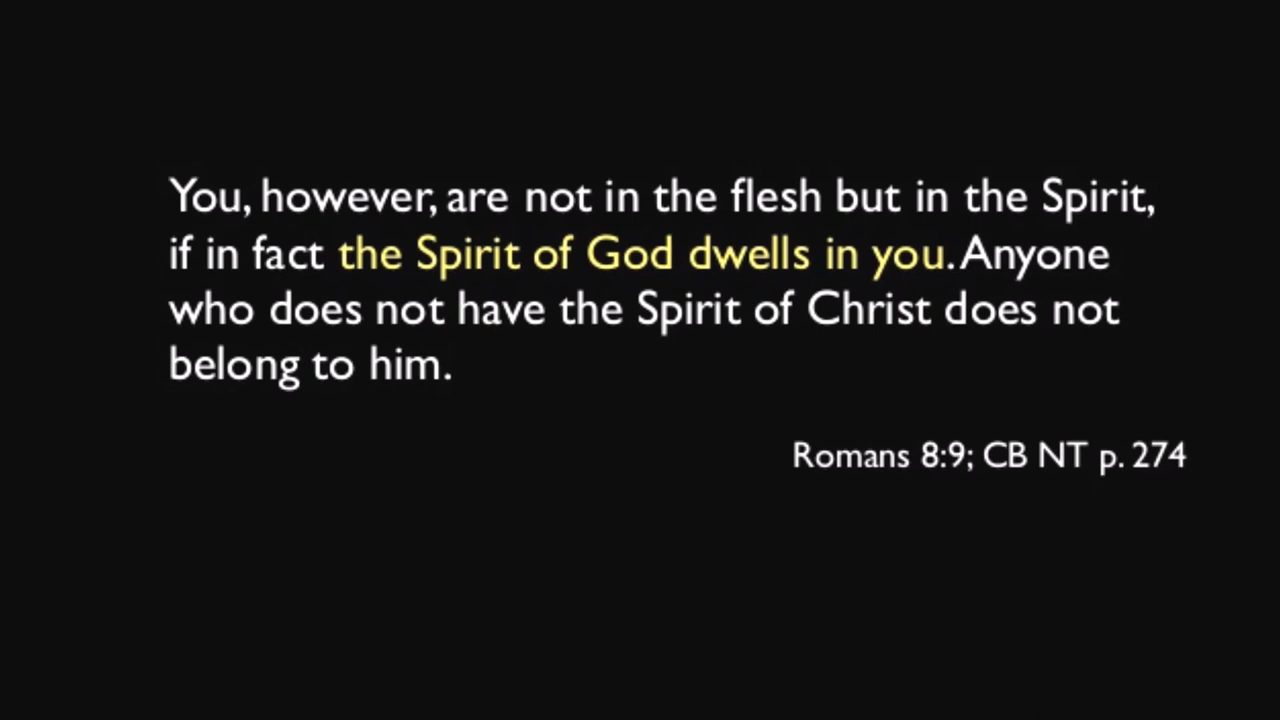 You, however, are not in the flesh but in the Spirit,
if in fact the Spirit of God dwells in you. Anyone
who does not have the Spirit of Christ does not
belong to him.
Romans 8:9; CB NT p. 274